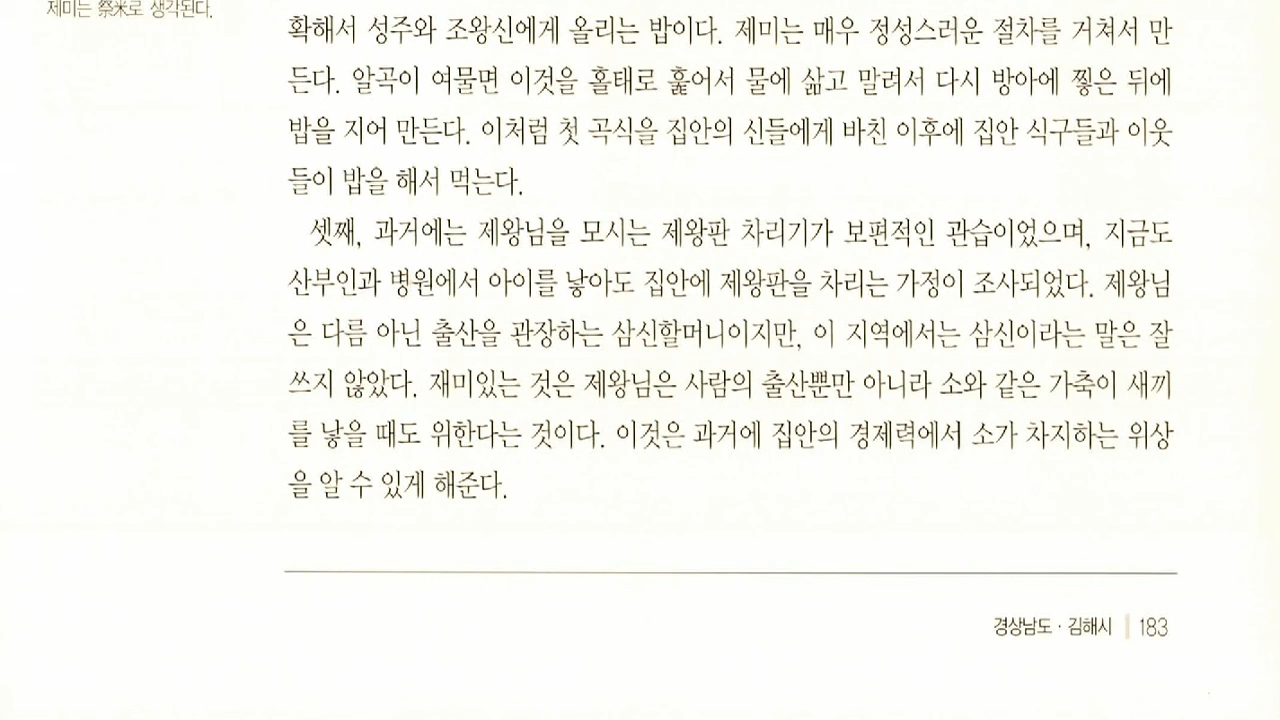 제미는 祭米로 생각된다.
확해서 성주와 조왕신에게 올리는 밥이다. 제미는 매우 정성스러운 절차를 거쳐서 만
든다. 알곡이 여물면 이것을 홀태로 훑어서 물에 삶고 말려서 다시 방아에 찧은 뒤에
밥을 지어 만든다. 이처럼 첫 곡식을 집안의 신들에게 바친 이후에 집안 식구들과 이웃
들이 밥을 해서 먹는다.
셋째, 과거에는 제왕님을 모시는 제왕판 차리기가 보편적인 관습이었으며, 지금도
산부인과 병원에서 아이를 낳아도 집안에 제왕판을 차리는 가정이 조사되었다. 제왕님
은 다름 아닌 출산을 관장하는 삼신할머니이지만, 이 지역에서는 삼신이라는 말은 잘
쓰지 않았다. 재미있는 것은 제왕님은 사람의 출산뿐만 아니라 소와 같은 가축이 새끼
를 낳을 때도 위한다는 것이다. 이것은 과거에 집안의 경제력에서 소가 차지하는 위상
을 알 수 있게 해준다.
경상남도 · 김해시 | 183